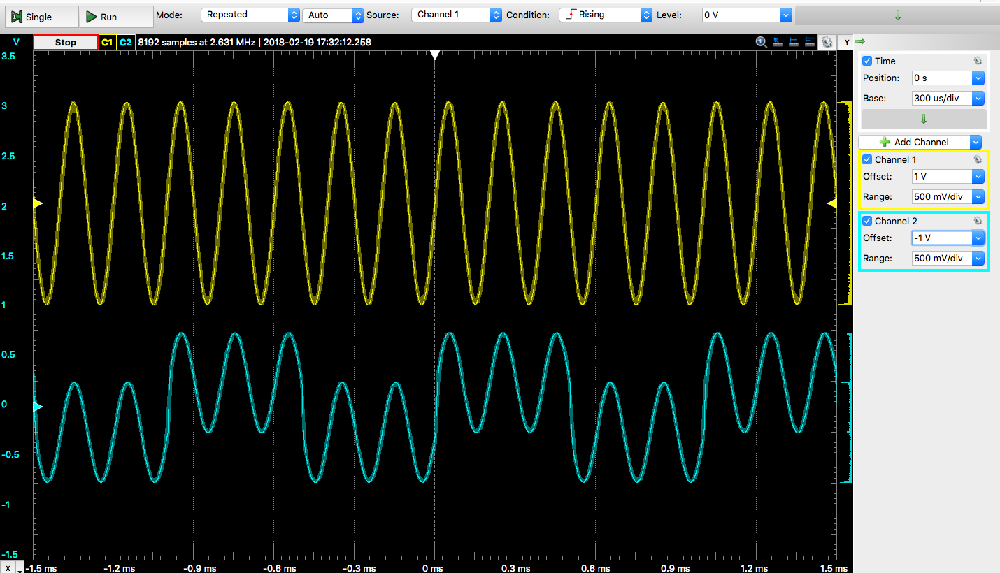 Single Run Mode: Repeated Auto Source: Channel 1 Condition: Rising Level: 0 V
V Stop C1 C2 8192 samples at 2.631 MHz | 2018-02-19 17:32:12.258 Y
3.5
3
2.5
2
1.5
1
0.5
0
-0.5
-1
-1.5
X -1.5 ms -1.2 ms -0.9 ms -0.6 ms -0.3 ms 0 ms 0.3 ms 0.6 ms 0.9 ms 1.2 ms 1.5 ms
Time
Position: 0 s
Base: 300 us/div
Add Channel
Channel 1
Offset: 1 V
Range: 500 mV/div
Channel 2
Offset: -1 V
Range: 500 mV/div